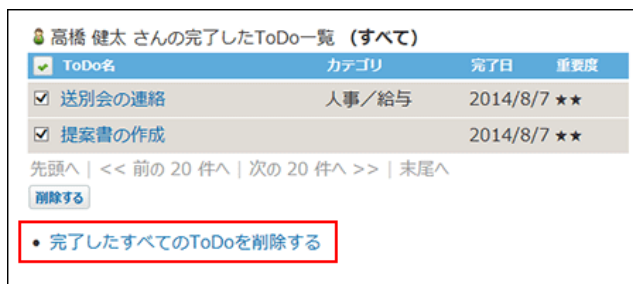 高橋 健太 さんの完了したToDo一覧 (すべて)
ToDo名 カテゴリ 完了日 重要度
送別会の連絡 人事／給与 2014/8/7 ★★
提案書の作成 2014/8/7 ★★
先頭へ | << 前の 20 件へ | 次の 20 件へ >> | 末尾へ
削除する
• 完了したすべてのToDoを削除する